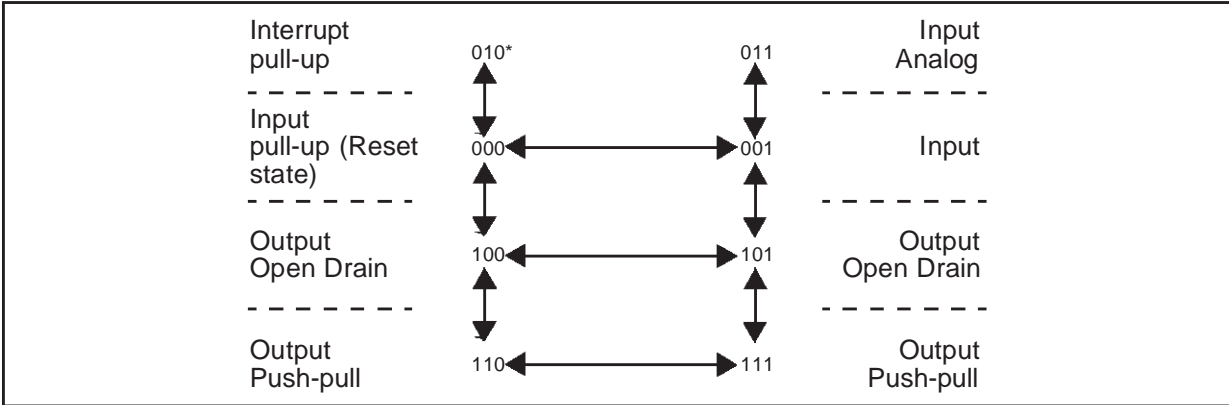 Interrupt
pull-up
010*
011
Input
Analog
Input
pull-up (Reset
state)
000
001
Input
Output
Open Drain
100
101
Output
Open Drain
Output
Push-pull
110
111
Output
Push-pull